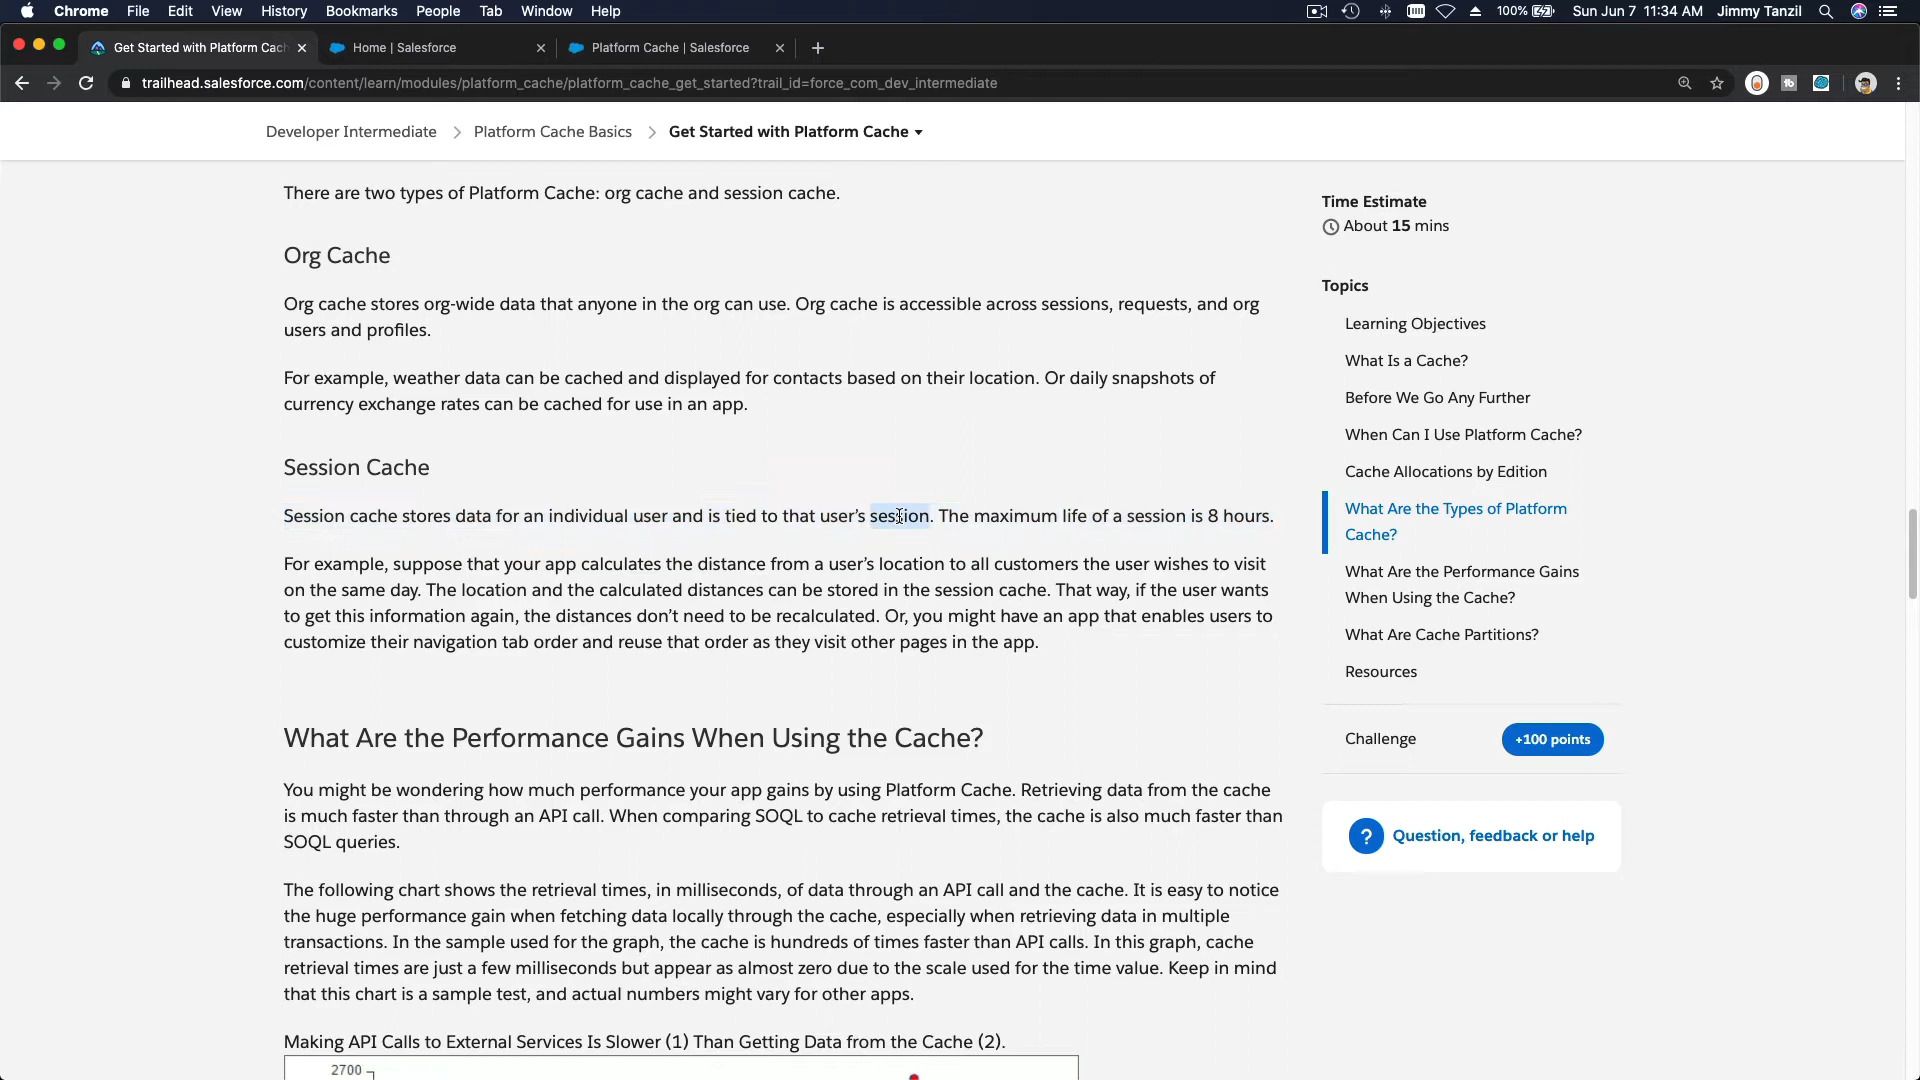 Chrome File Edit View History Bookmarks People Tab Window Help 100% Sun Jun 7 11:34 AM Jimmy Tanzil
Get Started with Platform Cach Home | Salesforce Platform Cache | Salesforce
trailhead.salesforce.com/content/learn/modules/platform_cache/platform_cache_get_started?trail_id=force_com_dev_intermediate
Developer Intermediate Platform Cache Basics Get Started with Platform Cache
There are two types of Platform Cache: org cache and session cache.
Org Cache
Org cache stores org-wide data that anyone in the org can use. Org cache is accessible across sessions, requests, and org
users and profiles.
For example, weather data can be cached and displayed for contacts based on their location. Or daily snapshots of
currency exchange rates can be cached for use in an app.
Session Cache
Session cache stores data for an individual user and is tied to that user’s session. The maximum life of a session is 8 hours.
For example, suppose that your app calculates the distance from a user’s location to all customers the user wishes to visit
on the same day. The location and the calculated distances can be stored in the session cache. That way, if the user wants
to get this information again, the distances don’t need to be recalculated. Or, you might have an app that enables users to
customize their navigation tab order and reuse that order as they visit other pages in the app.
What Are the Performance Gains When Using the Cache?
You might be wondering how much performance your app gains by using Platform Cache. Retrieving data from the cache
is much faster than through an API call. When comparing SOQL to cache retrieval times, the cache is also much faster than
SOQL queries.
The following chart shows the retrieval times, in milliseconds, of data through an API call and the cache. It is easy to notice
the huge performance gain when fetching data locally through the cache, especially when retrieving data in multiple
transactions. In the sample used for the graph, the cache is hundreds of times faster than API calls. In this graph, cache
retrieval times are just a few milliseconds but appear as almost zero due to the scale used for the time value. Keep in mind
that this chart is a sample test, and actual numbers might vary for other apps.
Making API Calls to External Services Is Slower (1) Than Getting Data from the Cache (2).
2700
Time Estimate
About 15 mins
Topics
Learning Objectives
What Is a Cache?
Before We Go Any Further
When Can I Use Platform Cache?
Cache Allocations by Edition
What Are the Types of Platform
Cache?
What Are the Performance Gains
When Using the Cache?
What Are Cache Partitions?
Resources
Challenge +100 points
? Question, feedback or help